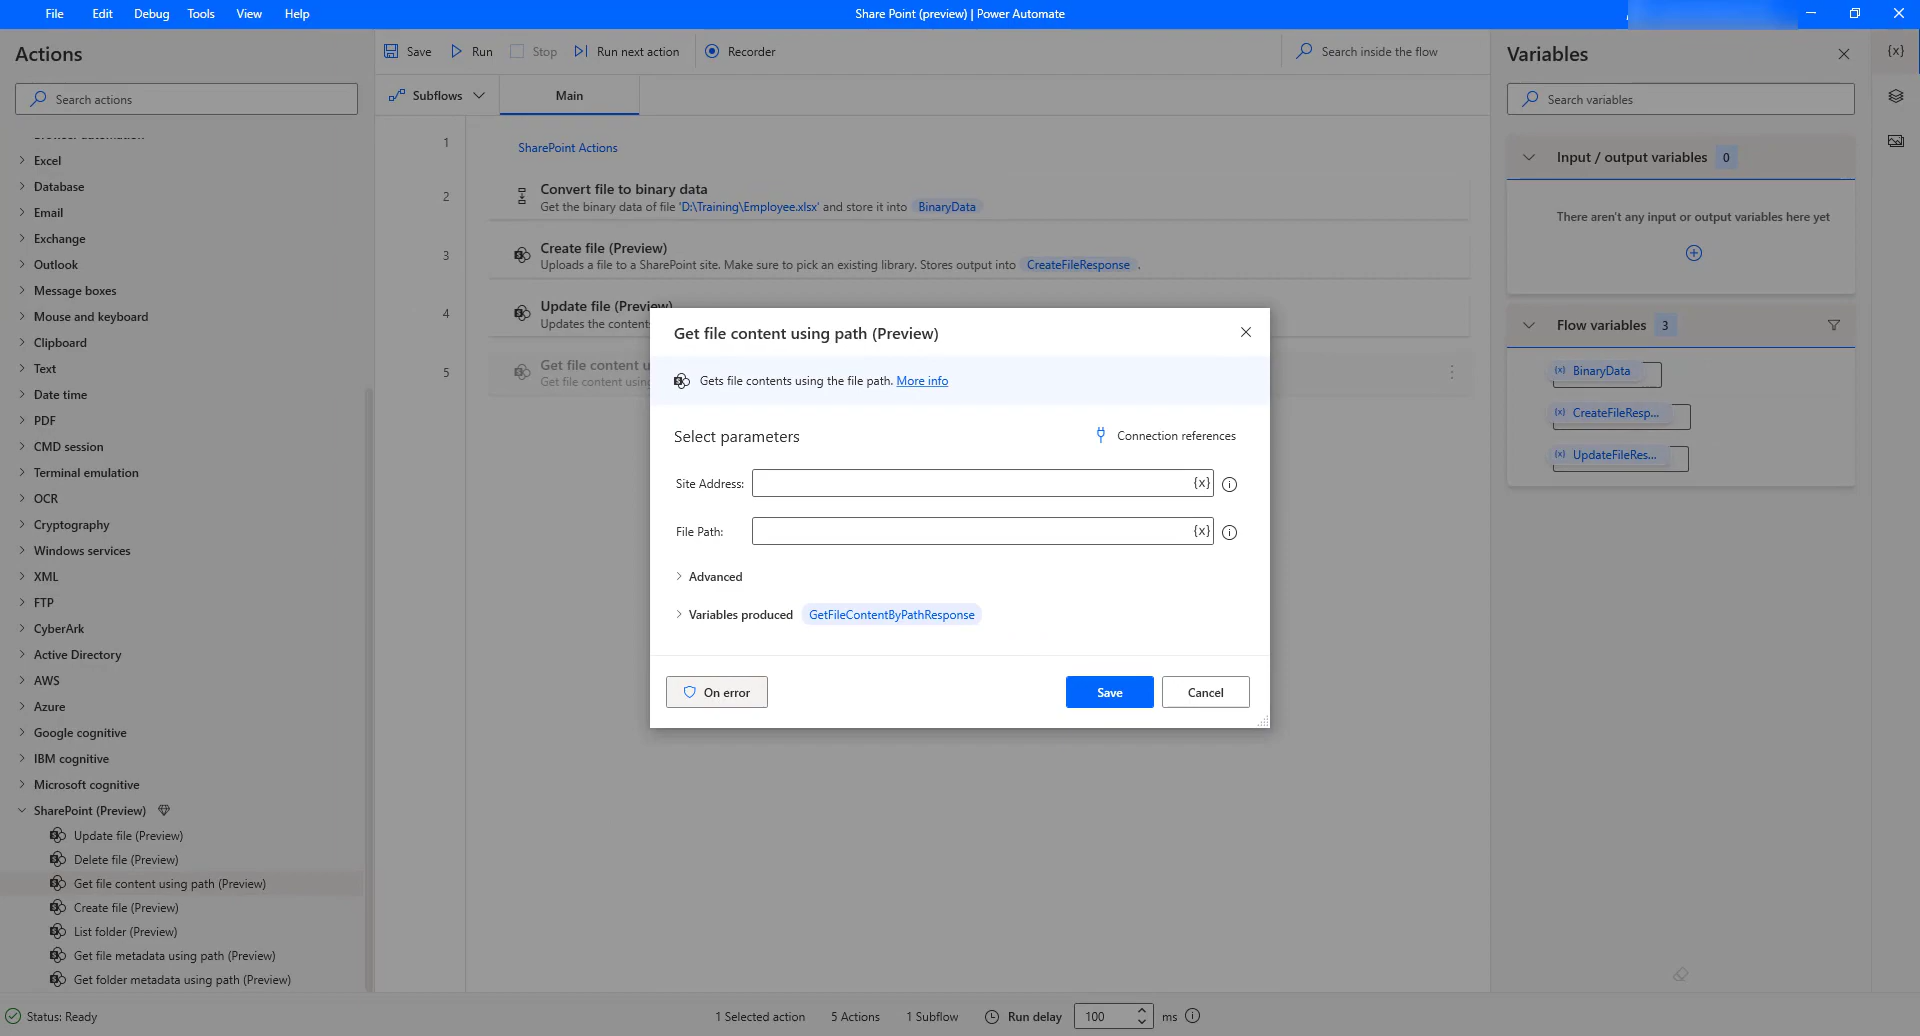 File Edit Debug Tools View Help
Share Point (preview) | Power Automate
Actions
Search actions
Browser automation
Excel
Database
Email
Exchange
Outlook
Message boxes
Mouse and keyboard
Clipboard
Text
Date time
PDF
CMD session
Terminal emulation
OCR
Cryptography
Windows services
XML
FTP
CyberArk
Active Directory
AWS
Azure
Google cognitive
IBM cognitive
Microsoft cognitive
SharePoint (Preview)
Update file (Preview)
Delete file (Preview)
Get file content using path (Preview)
Create file (Preview)
List folder (Preview)
Get file metadata using path (Preview)
Get folder metadata using path (Preview)
Save Run Stop Run next action Recorder
Search inside the flow
Subflows Main
1 SharePoint Actions
2 Convert file to binary data
Get the binary data of file 'D:\Training\Employee.xlsx' and store it into BinaryData
3 Create file (Preview)
Uploads a file to a SharePoint site. Make sure to pick an existing library. Stores output into CreateFileResponse .
4 Update file (Preview)
Updates the content
5 Get file content u
Get file content using
Get file content using path (Preview)
Gets file contents using the file path. More info
Select parameters
Connection references
Site Address: {x}
File Path: {x}
Advanced
Variables produced GetFileContentByPathResponse
On error Save Cancel
Variables
{x}
Search variables
Input / output variables 0
There aren't any input or output variables here yet
Flow variables 3
(x) BinaryData
(x) CreateFileResp...
(x) UpdateFileRes...
Status: Ready
1 Selected action 5 Actions 1 Subflow Run delay 100 ms